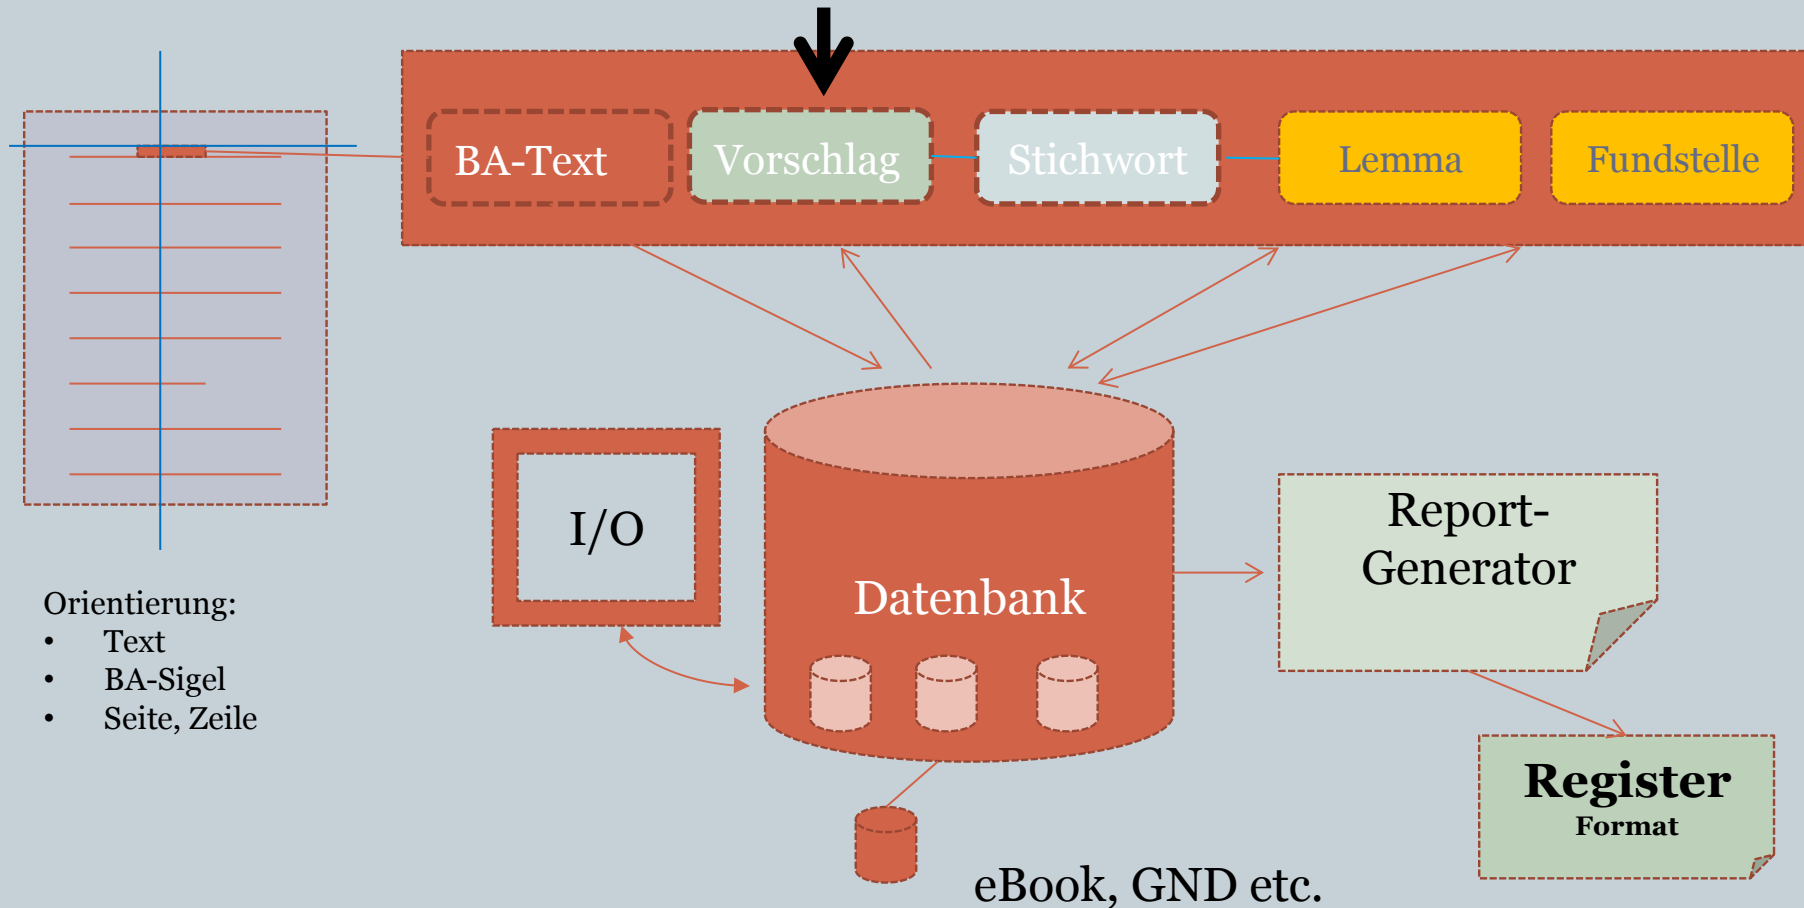 BA-Text
Vorschlag
Stichwort
Lemma
Fundstelle
I/O
Datenbank
Report-
Generator
Orientierung:
• Text
• BA-Sigel
• Seite, Zeile
Register
Format
eBook, GND etc.